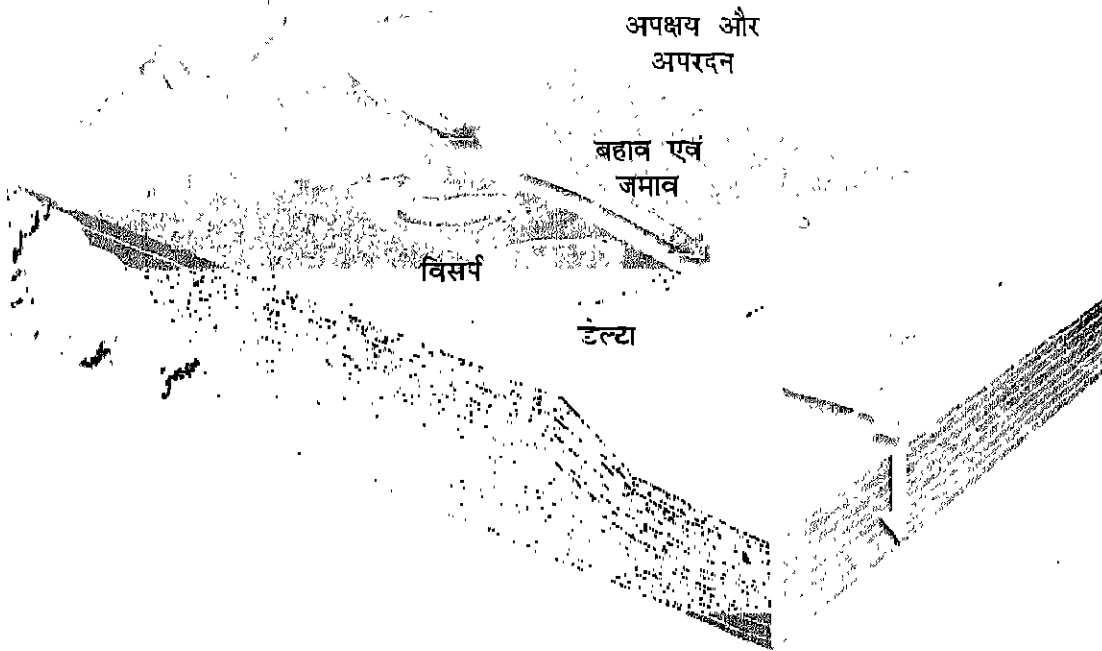 अपक्षय और
अपरदन
बहाव एवं
जमाव
विसर्प
डेल्टा